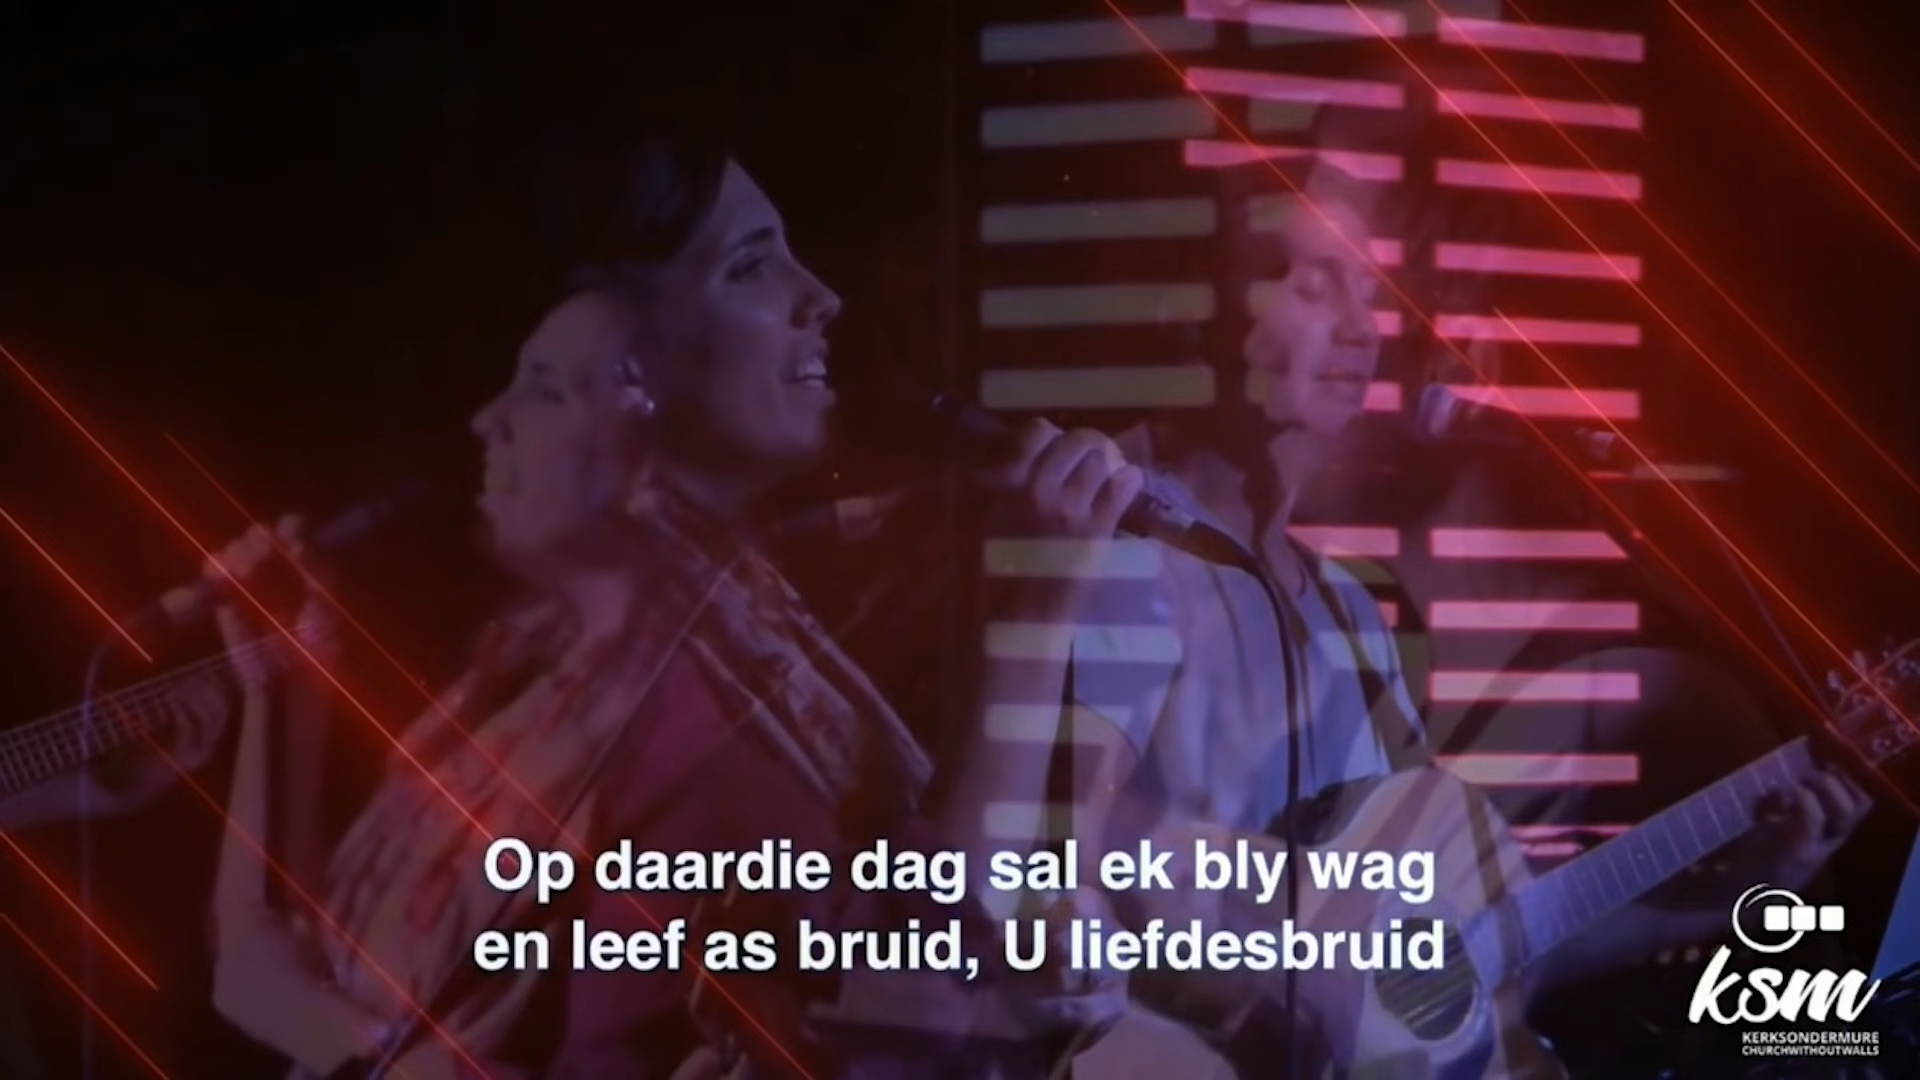 Op daardie dag sal ek bly wag
en leef as bruid, U liefdesbruid
ksm
KERKSONDERMURE
CHURCHWITHOUTWALLS